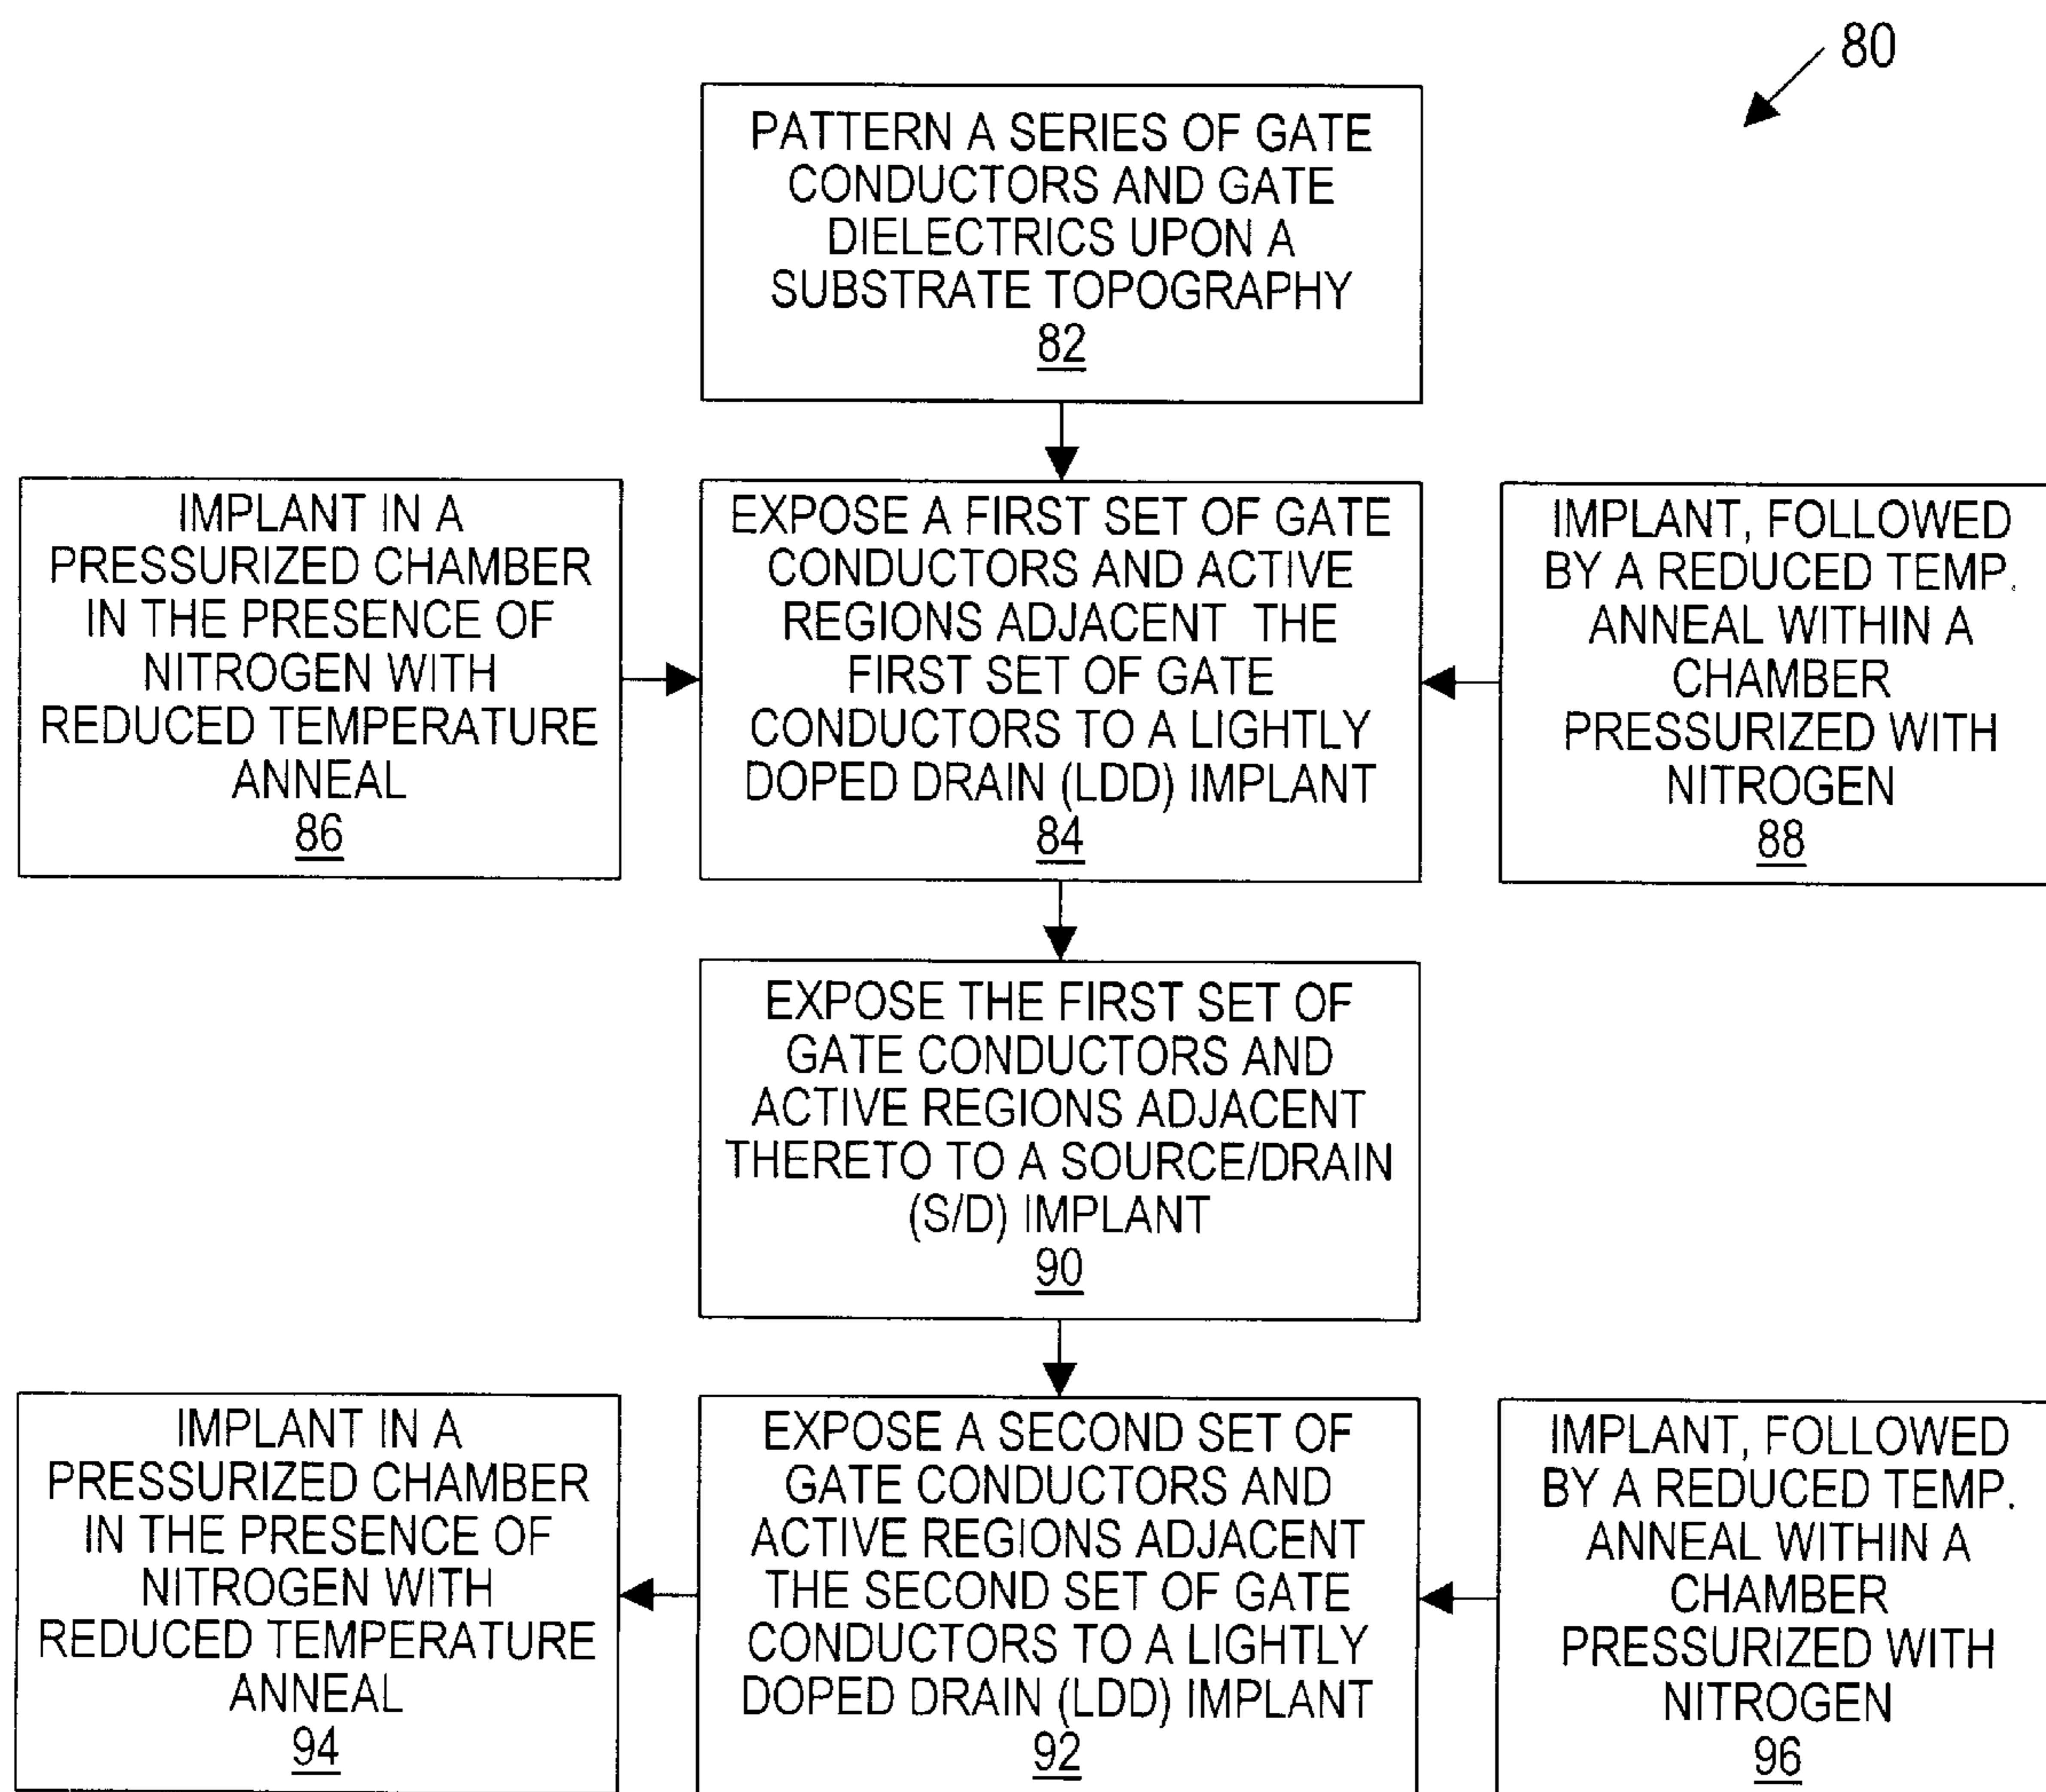 80
PATTERN A SERIES OF GATE
CONDUCTORS AND GATE
DIELECTRICS UPON A
SUBSTRATE TOPOGRAPHY
82
IMPLANT IN A
PRESSURIZED CHAMBER
IN THE PRESENCE OF
NITROGEN WITH
REDUCED TEMPERATURE
ANNEAL
86
EXPOSE A FIRST SET OF GATE
CONDUCTORS AND ACTIVE
REGIONS ADJACENT THE
FIRST SET OF GATE
CONDUCTORS TO A LIGHTLY
DOPED DRAIN (LDD) IMPLANT
84
IMPLANT, FOLLOWED
BY A REDUCED TEMP.
ANNEAL WITHIN A
CHAMBER
PRESSURIZED WITH
NITROGEN
88
EXPOSE THE FIRST SET OF
GATE CONDUCTORS AND
ACTIVE REGIONS ADJACENT
THERETO TO A SOURCE/DRAIN
(S/D) IMPLANT
90
IMPLANT IN A
PRESSURIZED CHAMBER
IN THE PRESENCE OF
NITROGEN WITH
REDUCED TEMPERATURE
ANNEAL
94
EXPOSE A SECOND SET OF
GATE CONDUCTORS AND
ACTIVE REGIONS ADJACENT
THE SECOND SET OF GATE
CONDUCTORS TO A LIGHTLY
DOPED DRAIN (LDD) IMPLANT
92
IMPLANT, FOLLOWED
BY A REDUCED TEMP.
ANNEAL WITHIN A
CHAMBER
PRESSURIZED WITH
NITROGEN
96